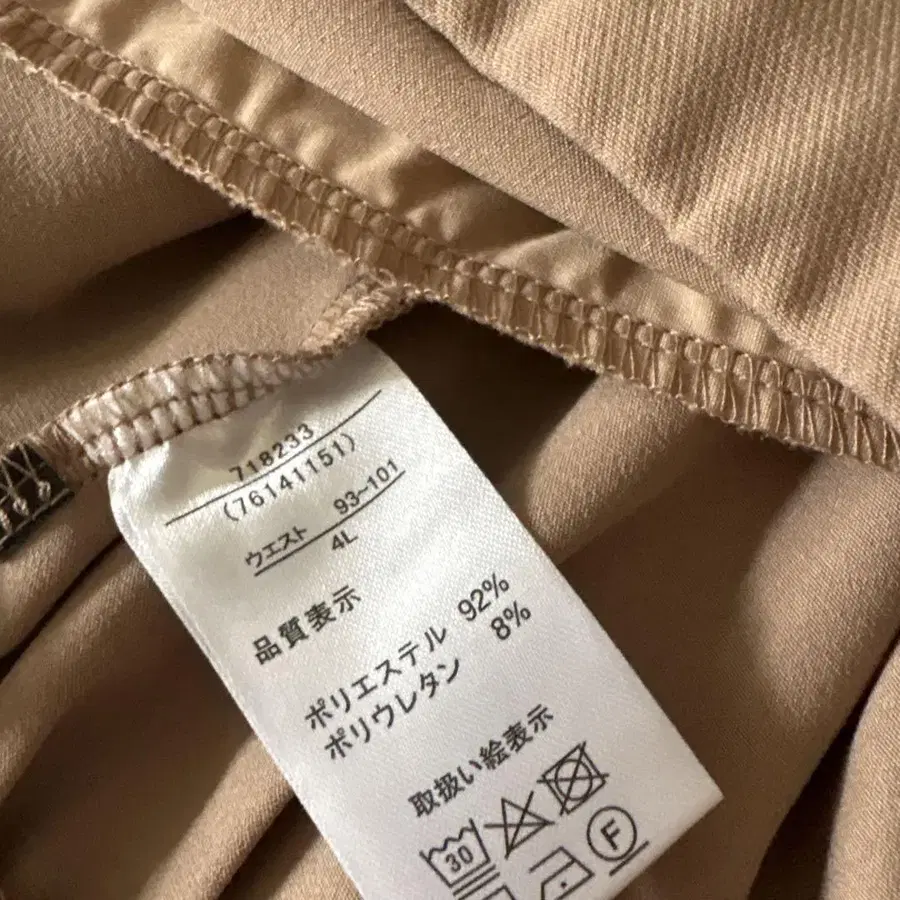 718233
(76141151)
ウエスト 93~101
4L
品質表示
ポリエステル 92%
ポリウレタン 8%
取扱い絵表示
30
F